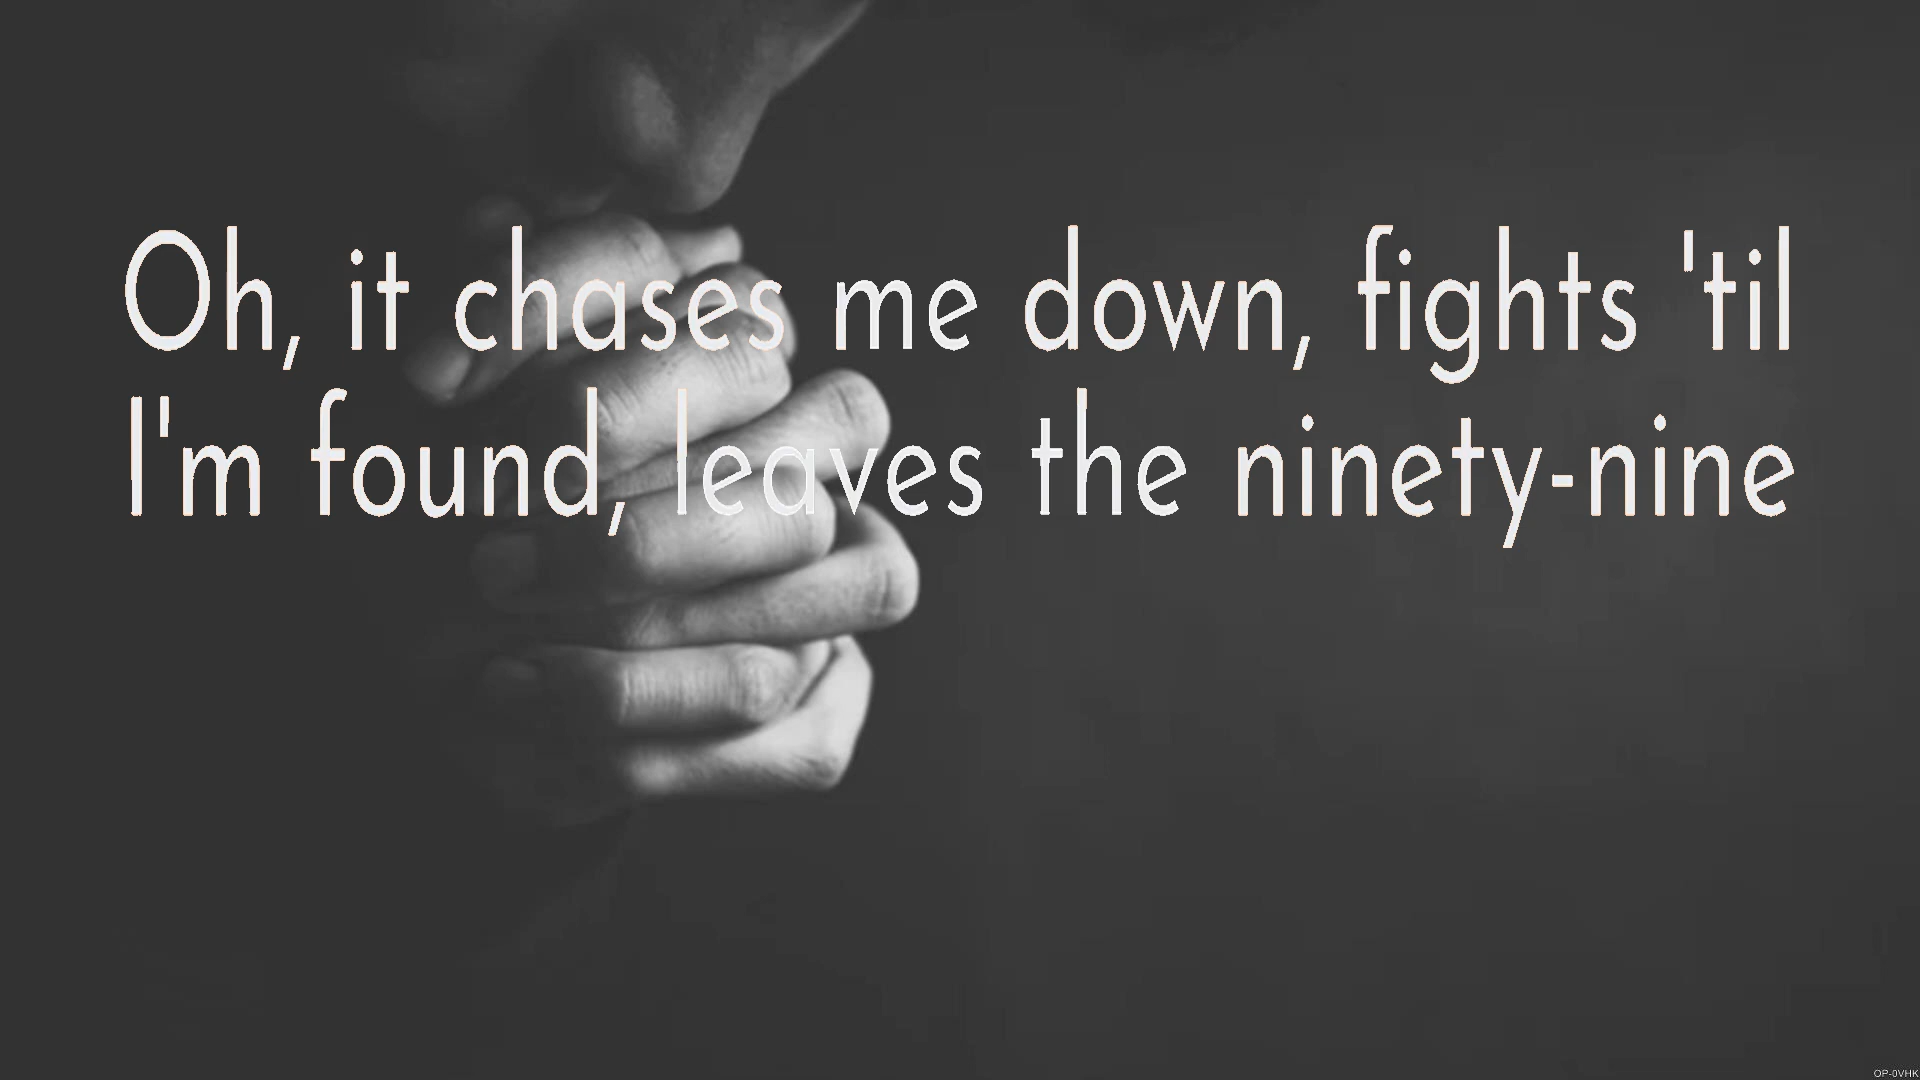 Oh, it chases me down, fights 'til
I'm found, leaves the ninety-nine
OP-0VHK